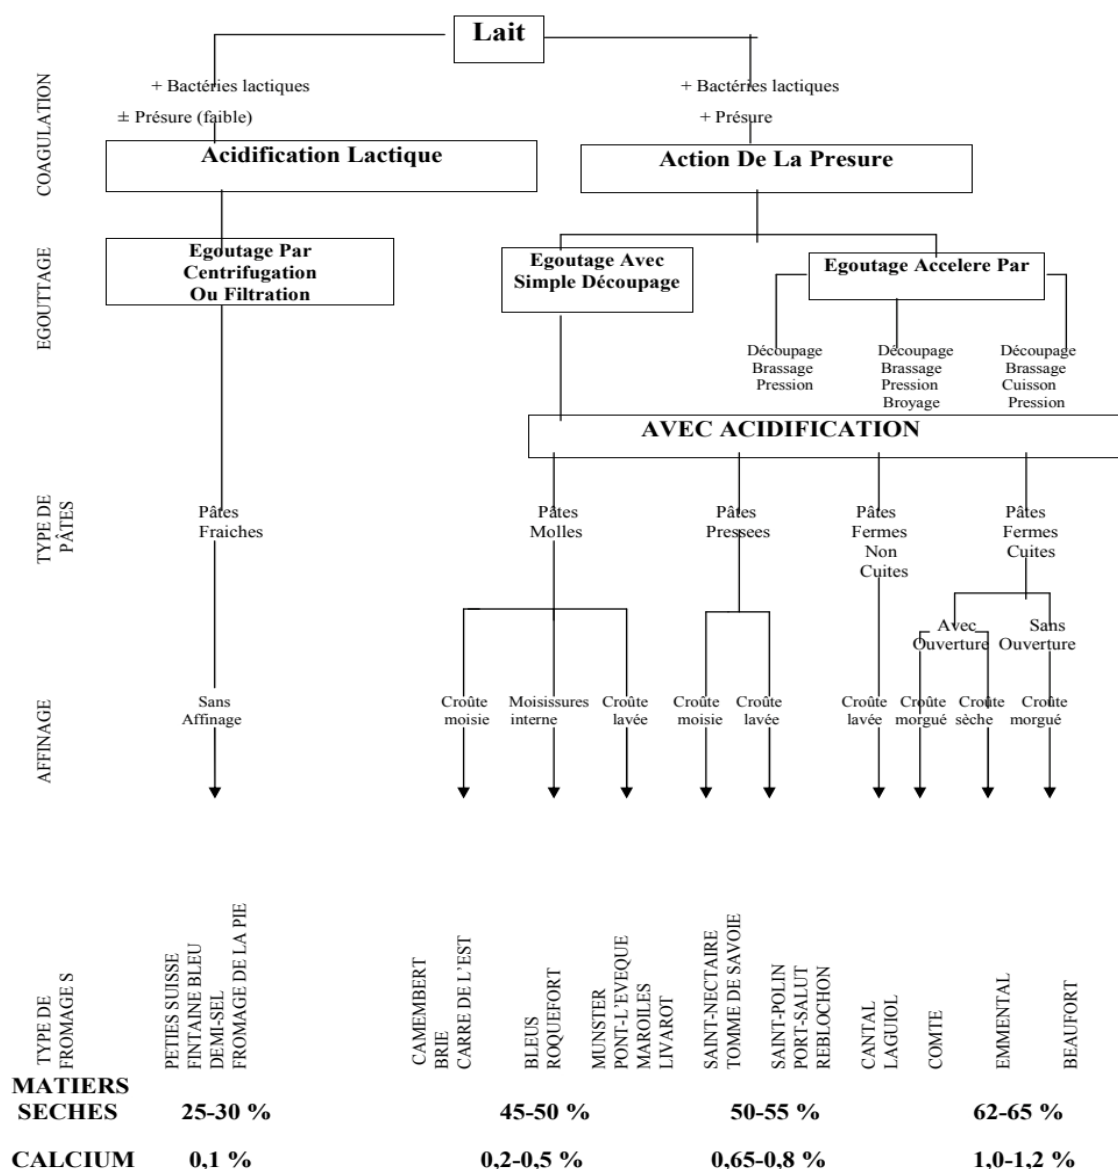 Lait
COAGULATION
+ Bactéries lactiques
± Présure (faible)
+ Bactéries lactiques
+ Présure
Acidification Lactique
Action De La Presure
EGOUTTAGE
Egoutage Par
Centrifugation
Ou Filtration
Egoutage Avec
Simple Découpage
Egoutage Accelere Par
Découpage
Brassage
Pression
Découpage
Brassage
Pression
Broyage
Découpage
Brassage
Cuisson
Pression
AVEC ACIDIFICATION
TYPE DE
PÂTES
Pâtes
Fraiches
Pâtes
Molles
Pâtes
Pressees
Pâtes
Fermes
Non
Cuites
Pâtes
Fermes
Cuites
Avec
Ouverture
Sans
Ouverture
AFFINAGE
Sans
Affinage
Croûte
moisie
Moisissures
interne
Croûte
lavée
Croûte
moisie
Croûte
lavée
Croûte
lavée
Croûte
morgué
Croûte
sèche
Croûte
morgué
TYPE DE
FROMAGE S
PETIES SUISSE
FINTAINE BLEU
DEMI-SEL
FROMAGE DE LA PIE
CAMEMBERT
BRIE
CARRE DE L'EST
BLEUS
ROQUEFORT
MUNSTER
PONT-L'EVEQUE
MAROILES
LIVAROT
SAINT-NECTAIRE
TOMME DE SAVOIE
SAINT-POLIN
PORT-SALUT
REBLOCHON
CANTAL
LAGUIOL
COMTE
EMMENTAL
BEAUFORT
MATIERS
SECHES 25-30 % 45-50 % 50-55 % 62-65 %
CALCIUM 0,1 % 0,2-0,5 % 0,65-0,8 % 1,0-1,2 %